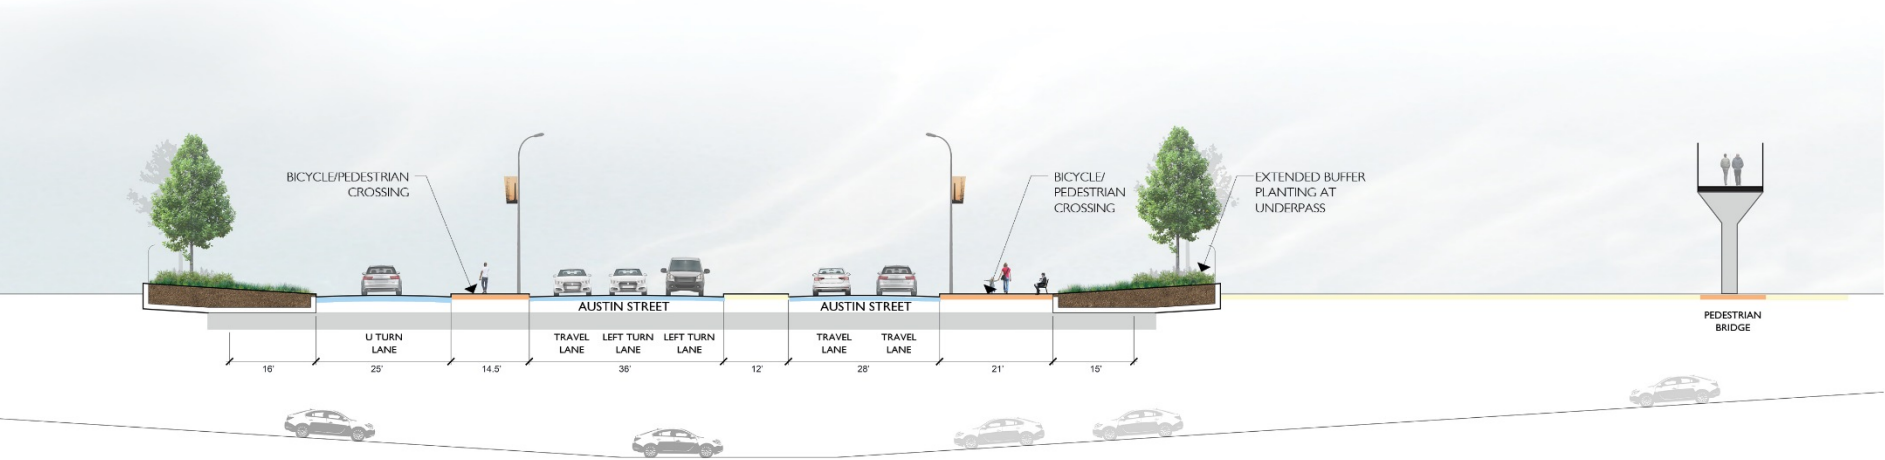 BICYCLE/PEDESTRIAN
CROSSING
BICYCLE/
PEDESTRIAN
CROSSING
EXTENDED BUFFER
PLANTING AT
UNDERPASS
AUSTIN STREET
AUSTIN STREET
PEDESTRIAN
BRIDGE
U TURN
LANE
TRAVEL
LANE
LEFT TURN
LANE
LEFT TURN
LANE
TRAVEL
LANE
TRAVEL
LANE
16'
25'
14.5'
36'
12'
28'
21'
15'